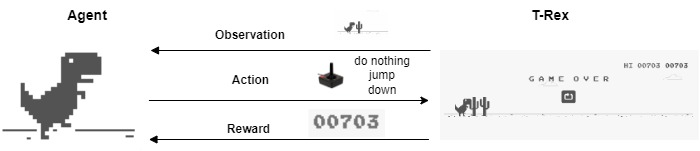 Agent
T-Rex
Observation
Action
do nothing
jump
down
Reward
00703
HI 00703 00703
GAME OVER